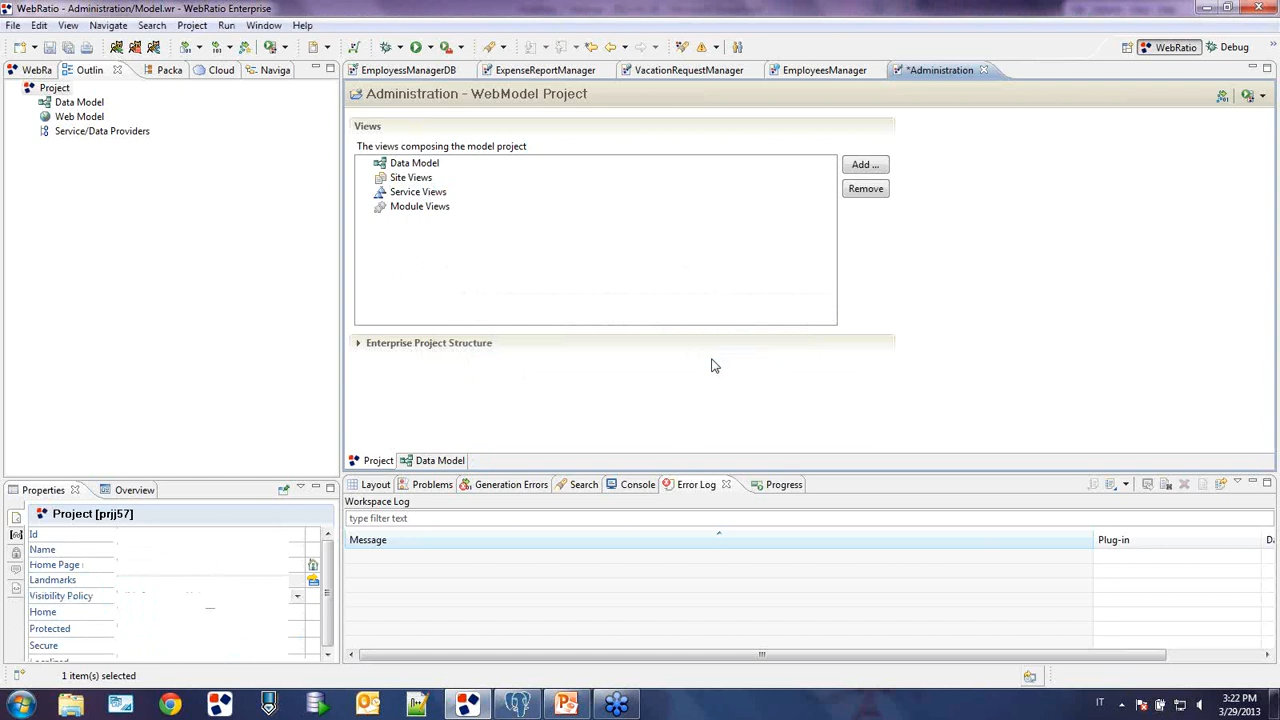 WebRatio - Administration/Model.wr - WebRatio Enterprise
File Edit View Navigate Search Project Run Window Help
WebRatio Debug
WebRa Outlin Packa Cloud Naviga
EmployessManagerDB ExpenseReportManager VacationRequestManager EmployeesManager *Administration
Project
Data Model
Web Model
Service/Data Providers
Administration - WebModel Project
Views
The views composing the model project
Data Model
Site Views
Service Views
Module Views
Add ...
Remove
Enterprise Project Structure
Project Data Model
Properties Overview
Project [prjj57]
Id
Name
Home Page
Landmarks
Visibility Policy
Home
Protected
Secure
Localized
Layout Problems Generation Errors Search Console Error Log Progress
Workspace Log
type filter text
Message Plug-in Da
1 item(s) selected
IT
3:22 PM
3/29/2013